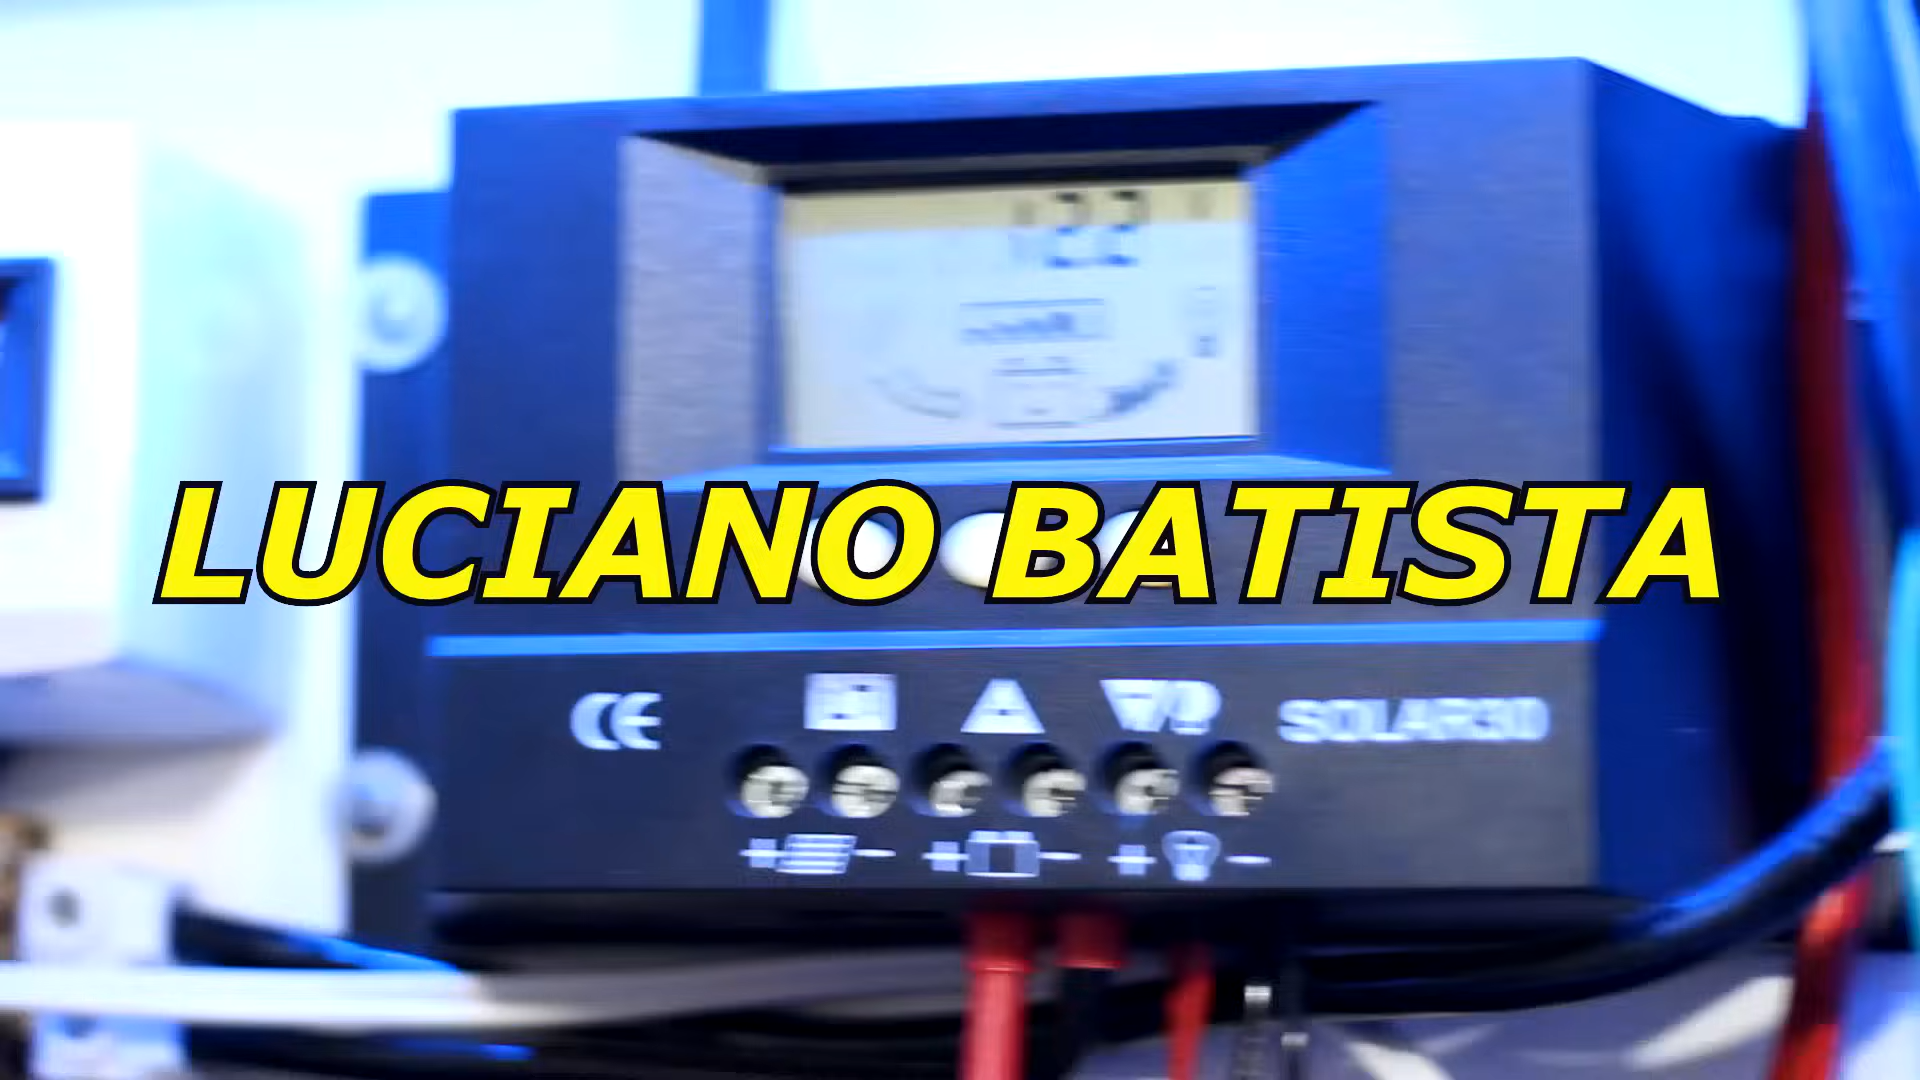 LUCIANO BATISTA
CE
SOLAR30
+ - + - + -